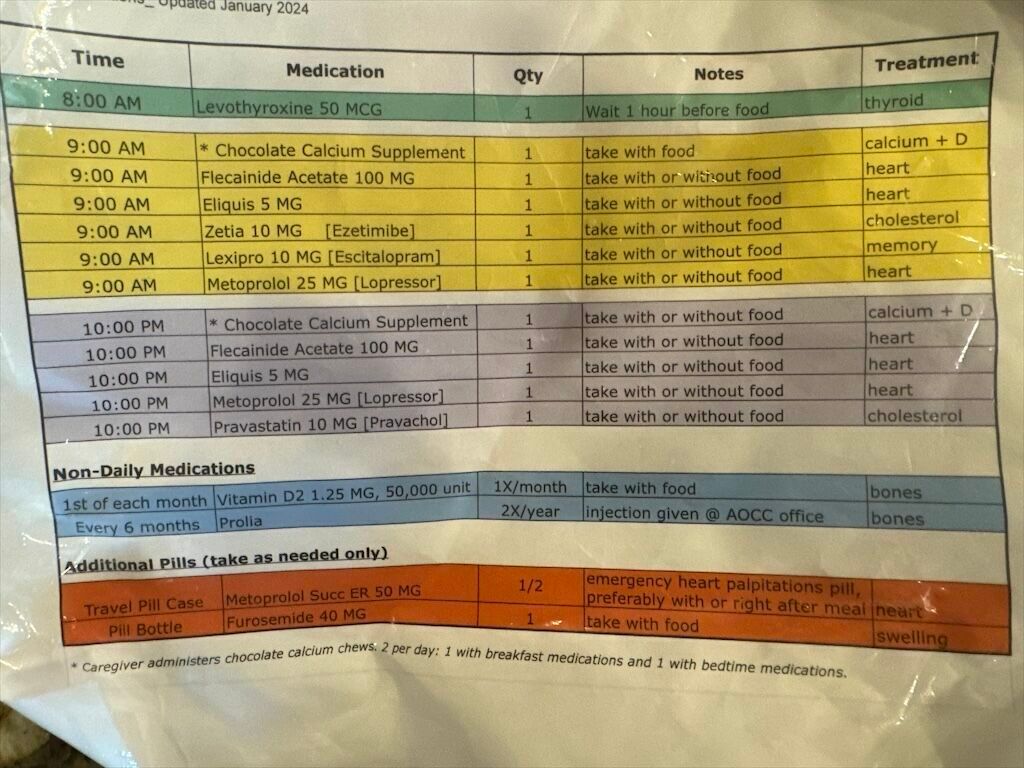 Updated January 2024
Time Medication Qty Notes Treatment
8:00 AM Levothyroxine 50 MCG 1 Wait 1 hour before food thyroid
9:00 AM * Chocolate Calcium Supplement 1 take with food calcium + D
9:00 AM Flecainide Acetate 100 MG 1 take with or without food heart
9:00 AM Eliquis 5 MG 1 take with or without food heart
9:00 AM Zetia 10 MG [Ezetimibe] 1 take with or without food cholesterol
9:00 AM Lexipro 10 MG [Escitalopram] 1 take with or without food memory
9:00 AM Metoprolol 25 MG [Lopressor] 1 take with or without food heart
10:00 PM * Chocolate Calcium Supplement 1 take with or without food calcium + D
10:00 PM Flecainide Acetate 100 MG 1 take with or without food heart
10:00 PM Eliquis 5 MG 1 take with or without food heart
10:00 PM Metoprolol 25 MG [Lopressor] 1 take with or without food heart
10:00 PM Pravastatin 10 MG [Pravachol] 1 take with or without food cholesterol
Non-Daily Medications
1st of each month Vitamin D2 1.25 MG, 50,000 unit 1X/month take with food bones
Every 6 months Prolia 2X/year injection given @ AOCC office bones
Additional Pills (take as needed only)
Travel Pill Case Metoprolol Succ ER 50 MG 1/2 emergency heart palpitations pill,
preferably with or right after meal heart
Pill Bottle Furosemide 40 MG 1 take with food swelling
* Caregiver administers chocolate calcium chews. 2 per day: 1 with breakfast medications and 1 with bedtime medications.